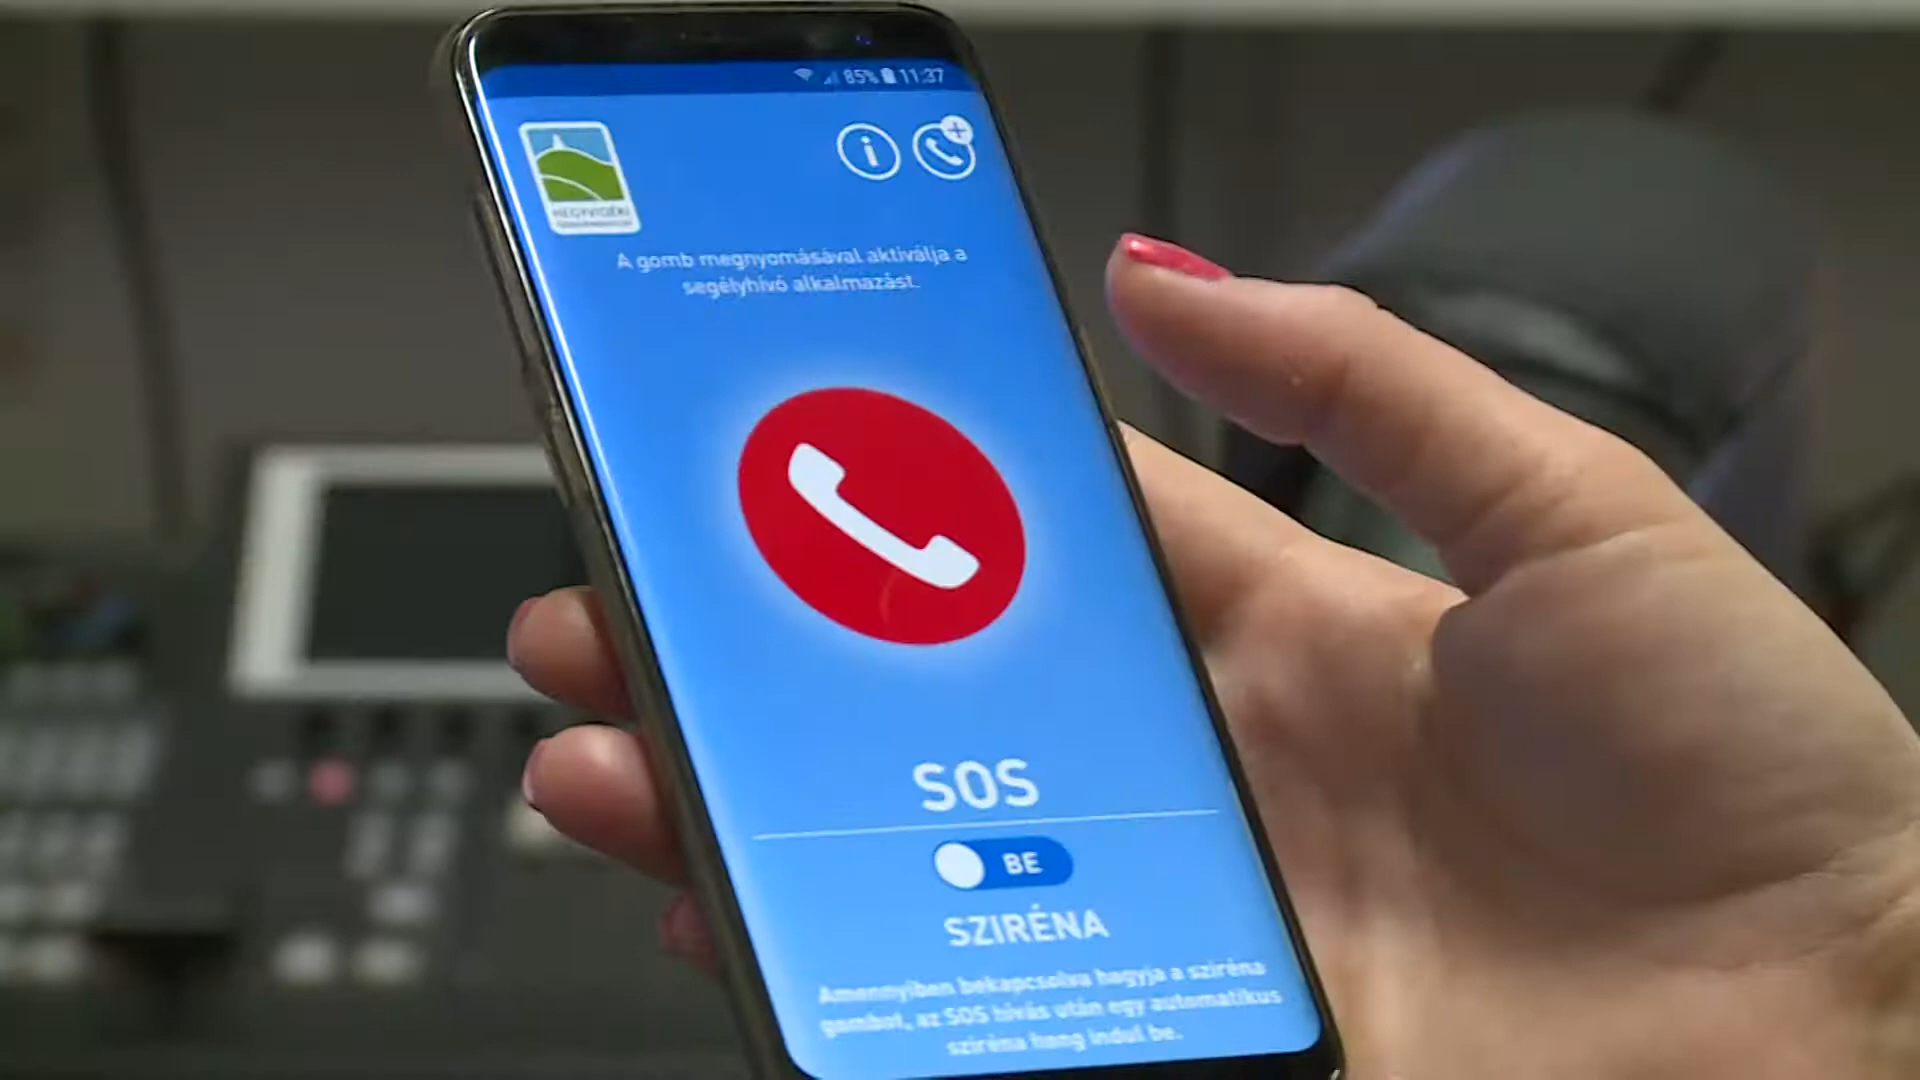 85% 11:37
HEGYVIDÉKI
A gomb megnyomásával aktiválja a
segélyhívó alkalmazást.
SOS
BE
SZIRÉNA
Amennyiben bekapcsolva hagyja a sziréna
gombot, az SOS hívás után egy automatikus
sziréna hang indul be.